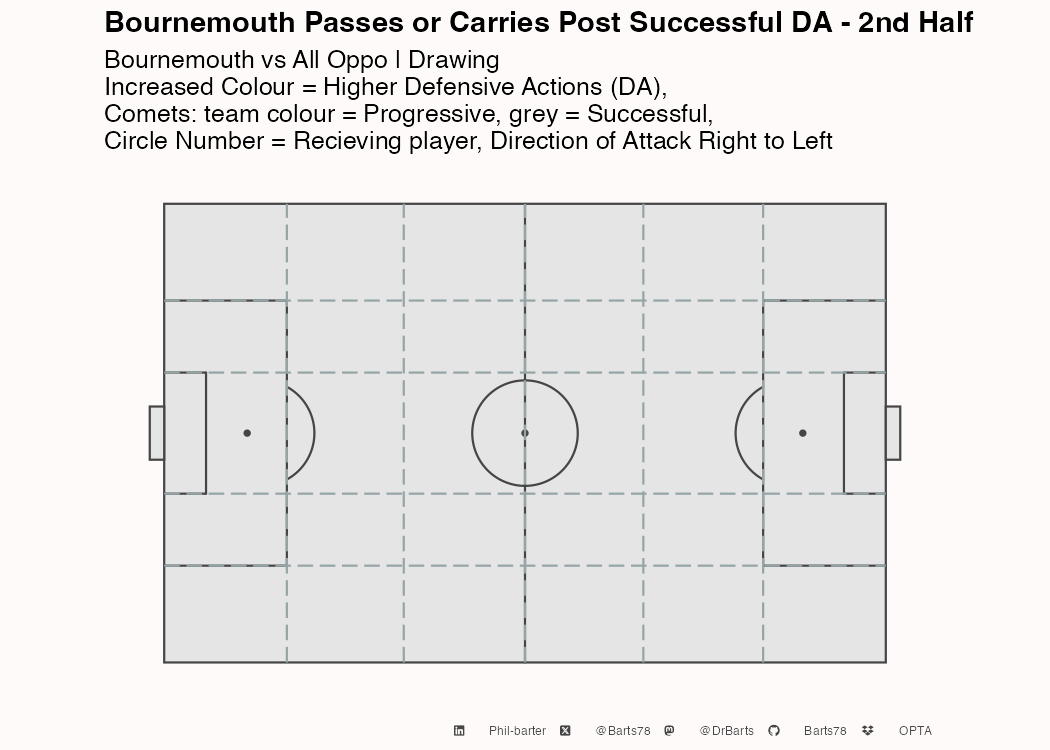 Bournemouth Passes or Carries Post Successful DA - 2nd Half
Bournemouth vs All Oppo | Drawing
Increased Colour = Higher Defensive Actions (DA),
Comets: team colour = Progressive, grey = Successful,
Circle Number = Recieving player, Direction of Attack Right to Left
Phil-barter @Barts78 @DrBarts Barts78 OPTA